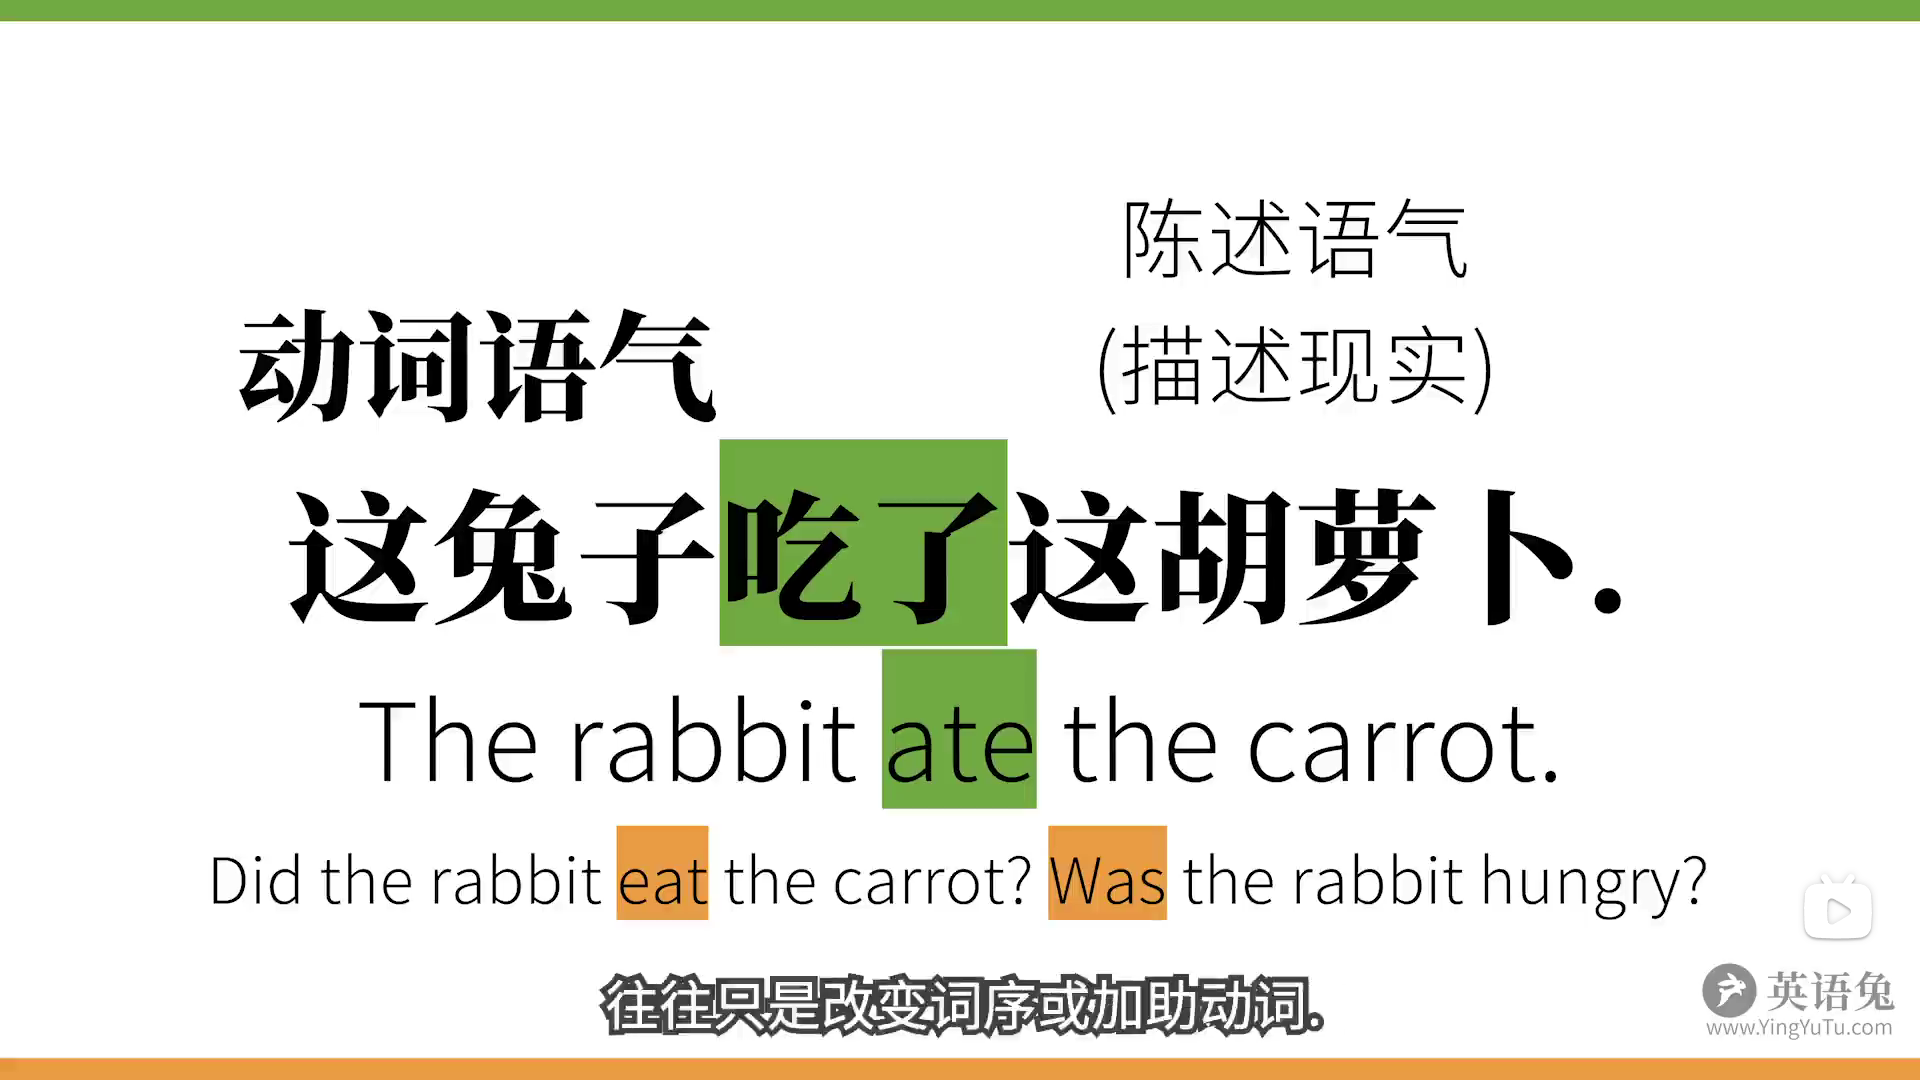 陈述语气
(描述现实)
动词语气
这兔子吃了这胡萝卜.
The rabbit ate the carrot.
Did the rabbit eat the carrot? Was the rabbit hungry?
往往只是改变词序或加助动词.
英语兔
www.YingYuTu.com